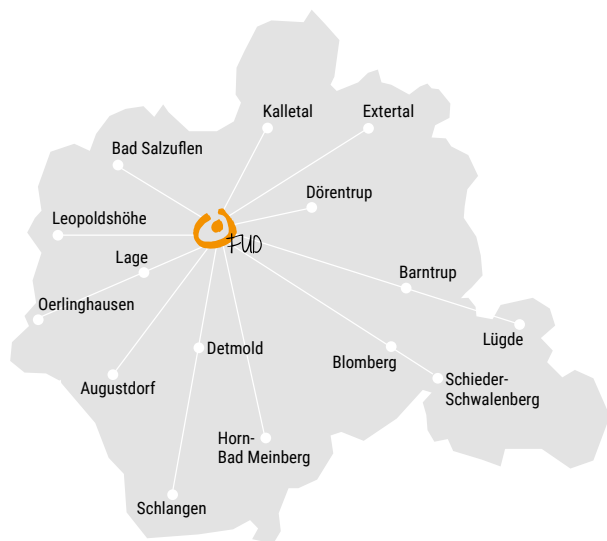 Kalletal
Extertal
Bad Salzuflen
Dörentrup
Leopoldshöhe
FUD
Lage
Barntrup
Oerlinghausen
Lügde
Detmold
Blomberg
Augustdorf
Schieder-
Schwalenberg
Horn-
Bad Meinberg
Schlangen